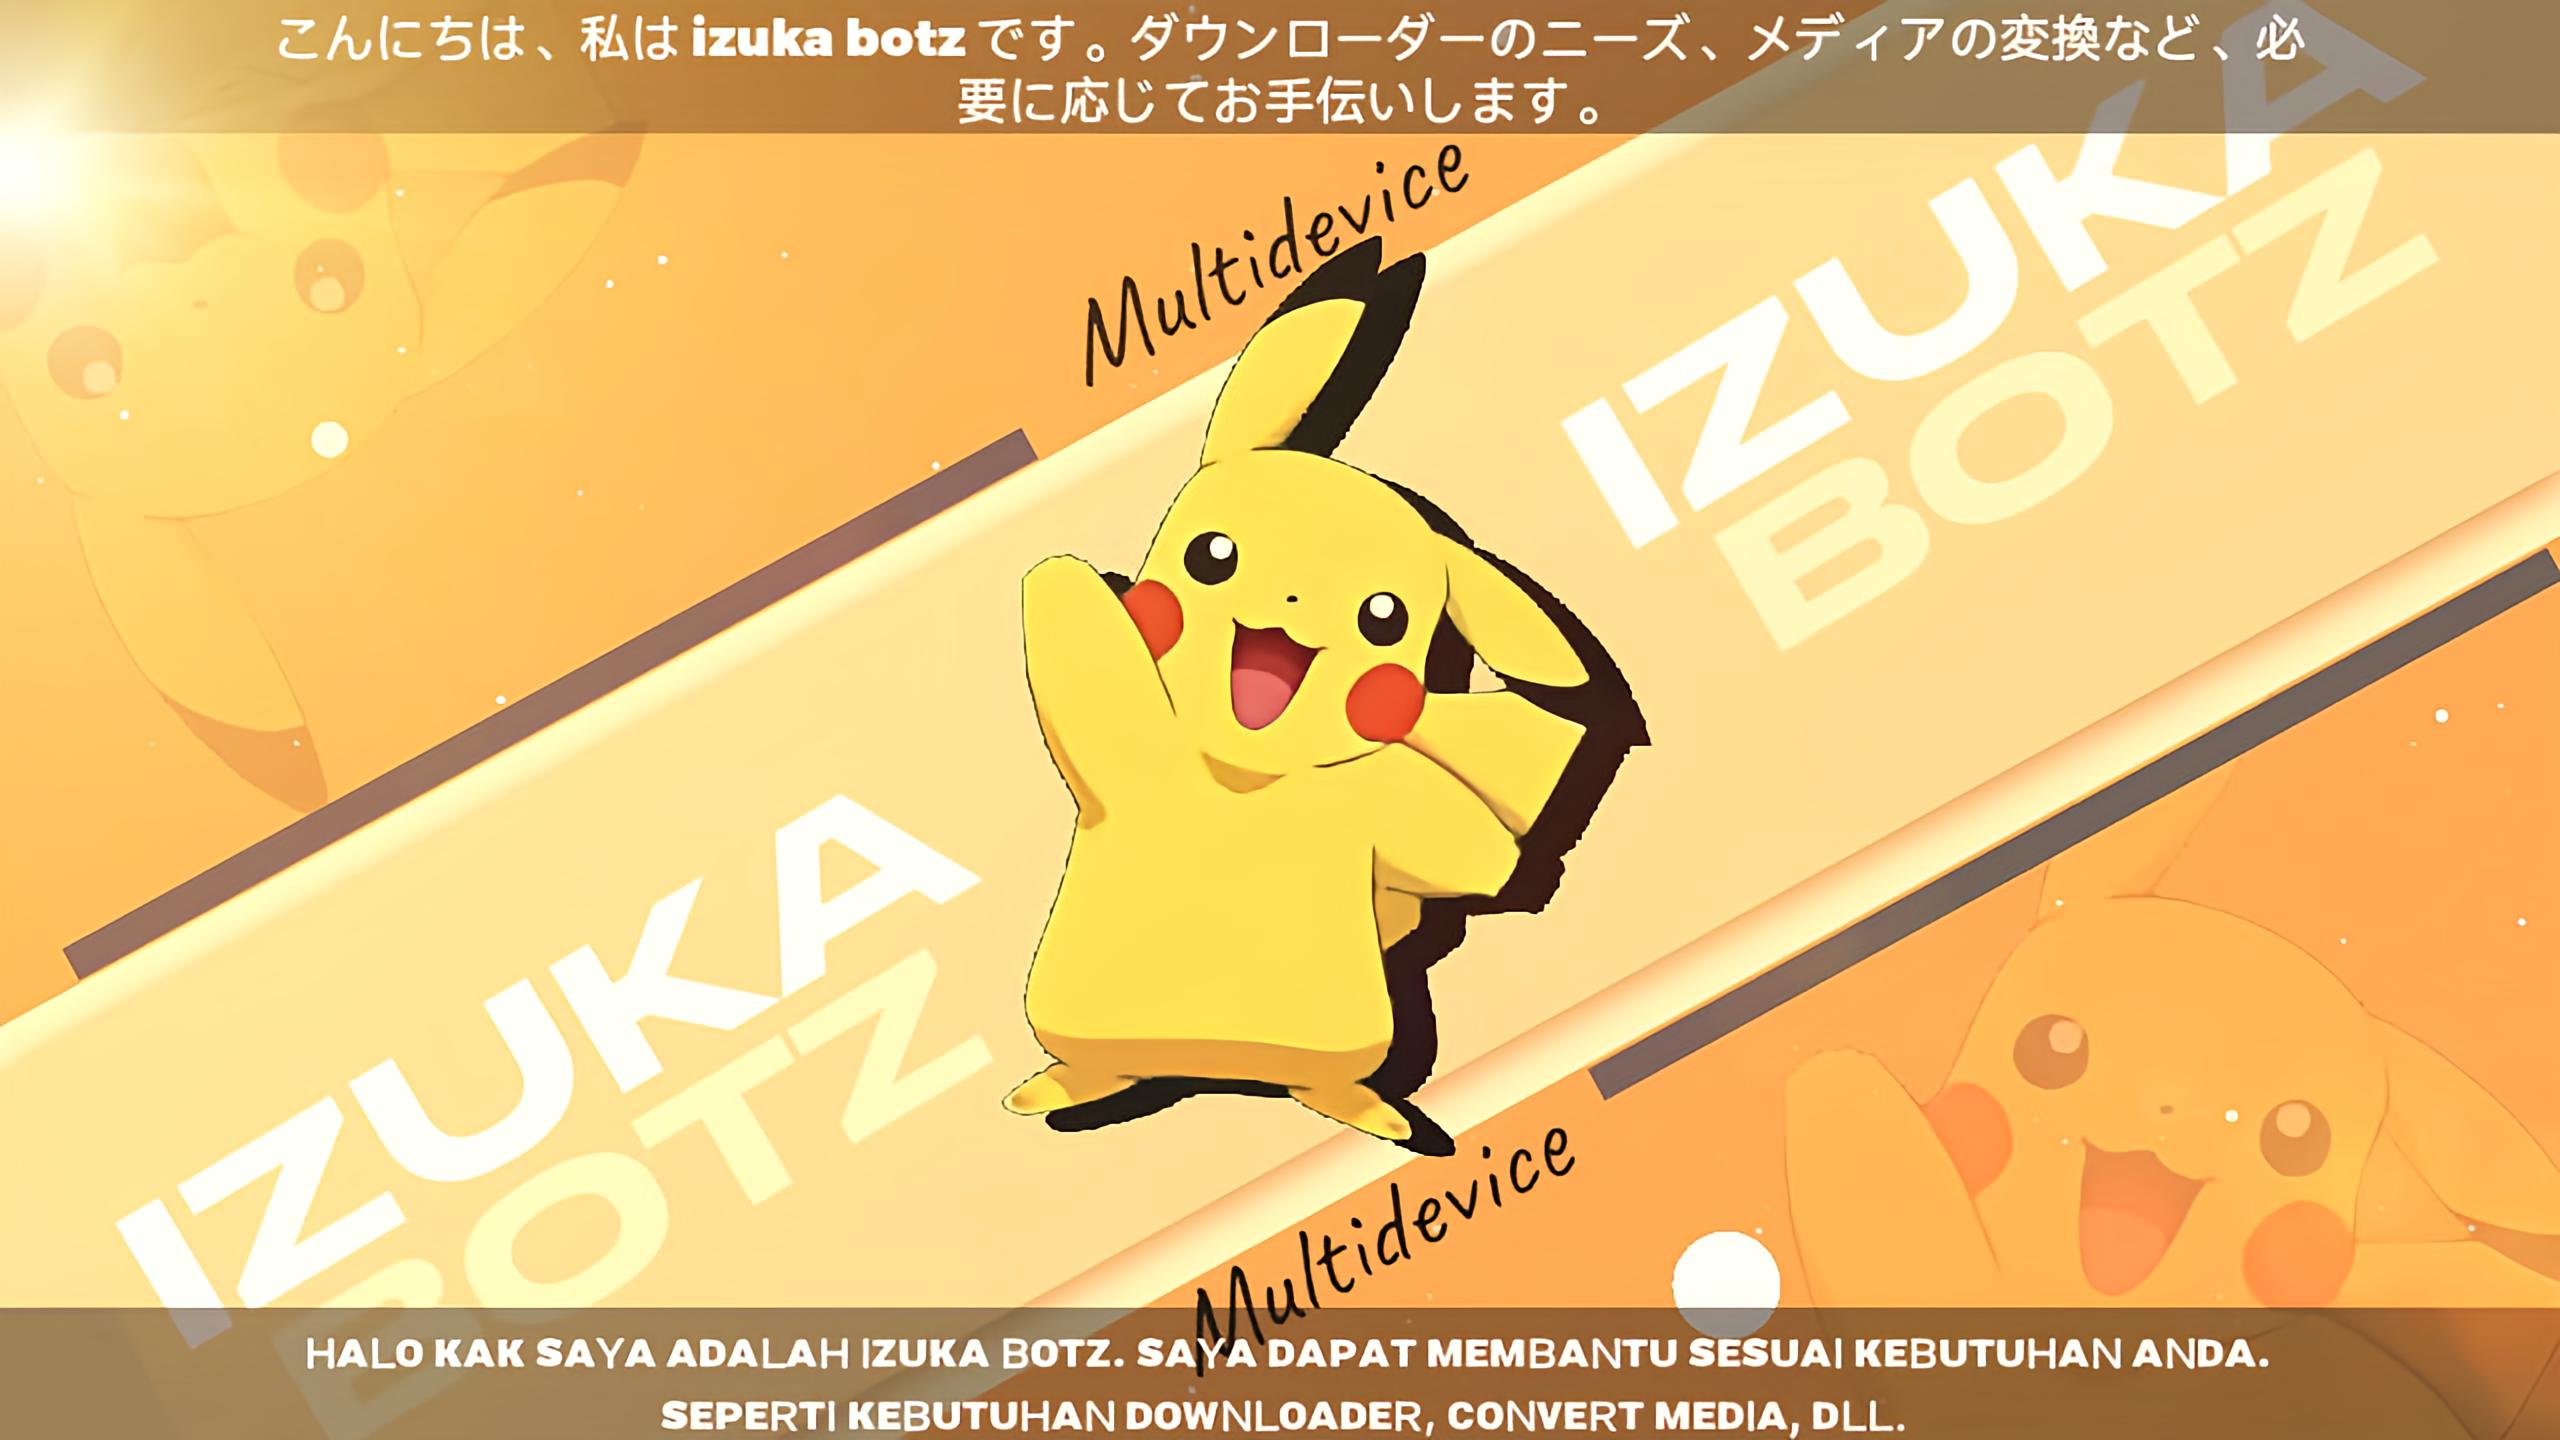 こんにちは、私は izuka botz です。ダウンローダーのニーズ、メディアの変換など、必
要に応じてお手伝いします。
Multidevice
IZUKA
BOTZ
IZUKA
BOTZ
Multidevice
HALO KAK SAYA ADALAH IZUKA BOTZ. SAYA DAPAT MEMBANTU SESUAI KEBUTUHAN ANDA.
SEPERTI KEBUTUHAN DOWNLOADER, CONVERT MEDIA, DLL.